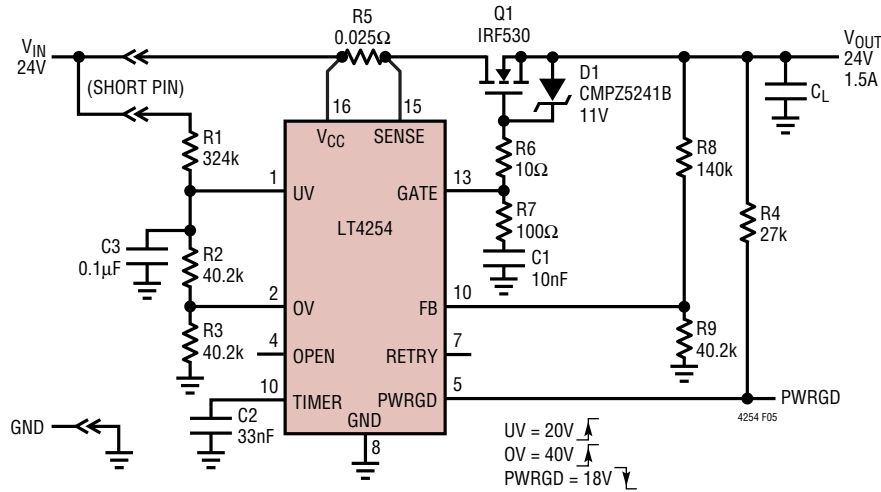 Q1
IRF530
R5
0.025Ω
VIN
24V
VOUT
24V
1.5A
(SHORT PIN)
D1
CMPZ5241B
11V
CL
16
15
VCC
SENSE
R1
324k
R6
10Ω
R8
140k
1
UV
GATE
13
LT4254
R7
100Ω
R4
27k
C3
0.1µF
R2
40.2k
C1
10nF
2
OV
FB
10
R3
40.2k
4
OPEN
RETRY
7
R9
40.2k
10
TIMER
PWRGD
5
PWRGD
4254 F05
C2
33nF
GND
8
GND
UV = 20V
OV = 40V
PWRGD = 18V